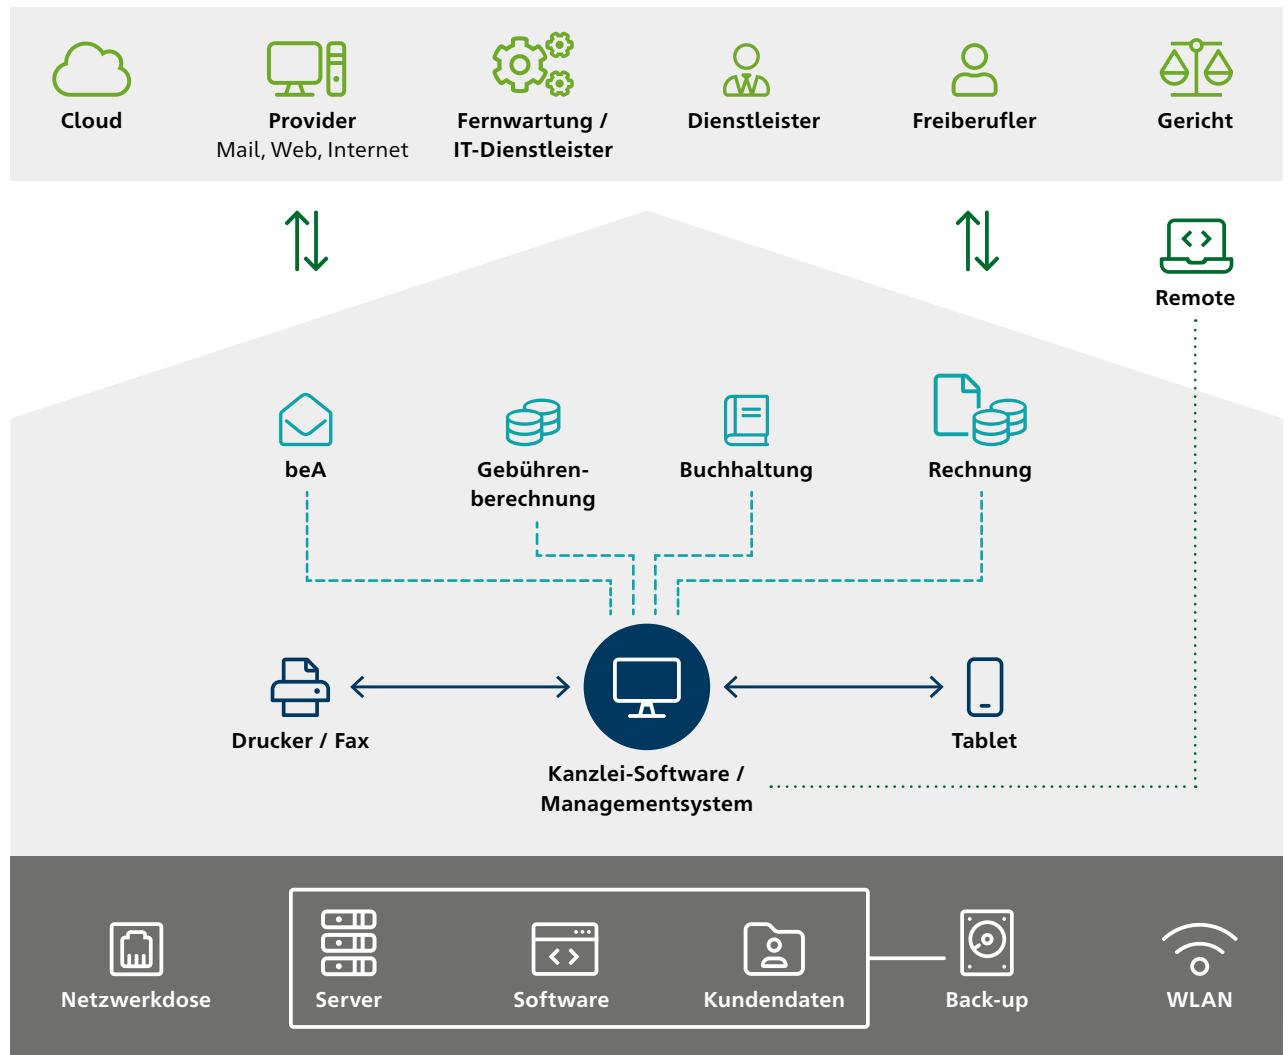 Cloud
Provider
Mail, Web, Internet
Fernwartung /
IT-Dienstleister
Dienstleister
Freiberufler
Gericht
Remote
beA
Gebühren-
berechnung
Buchhaltung
Rechnung
Drucker / Fax
Kanzlei-Software /
Managementsystem
Tablet
Netzwerkdose
Server
Software
Kundendaten
Back-up
WLAN